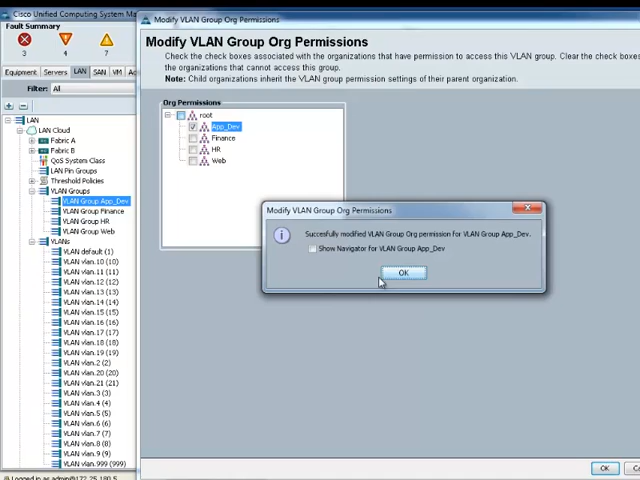 Cisco Unified Computing System Ma
Fault Summary
3
4
7
Equipment Servers LAN SAN VM
Filter: All
LAN
LAN Cloud
Fabric A
Fabric B
QoS System Class
LAN Pin Groups
Threshold Policies
VLAN Groups
VLAN Group App_Dev
VLAN Group Finance
VLAN Group HR
VLAN Group Web
VLANs
VLAN default (1)
VLAN vlan.10 (10)
VLAN vlan.11 (11)
VLAN vlan.12 (12)
VLAN vlan.13 (13)
VLAN vlan.14 (14)
VLAN vlan.15 (15)
VLAN vlan.16 (16)
VLAN vlan.17 (17)
VLAN vlan.18 (18)
VLAN vlan.19 (19)
VLAN vlan.2 (2)
VLAN vlan.20 (20)
VLAN vlan.21 (21)
VLAN vlan.3 (3)
VLAN vlan.4 (4)
VLAN vlan.5 (5)
VLAN vlan.6 (6)
VLAN vlan.7 (7)
VLAN vlan.8 (8)
VLAN vlan.9 (9)
VLAN vlan.999 (999)
Logged in as admin@172.25.180.5
Modify VLAN Group Org Permissions
Modify VLAN Group Org Permissions
Check the check boxes associated with the organizations that have permission to access this VLAN group. Clear the check boxes
the organizations that cannot access this group.
Note: Child organizations inherit the VLAN group permission settings of their parent organization.
Org Permissions
root
App_Dev
Finance
HR
Web
Modify VLAN Group Org Permissions
Succesfully modified VLAN Group Org permission for VLAN Group App_Dev.
Show Navigator for VLAN Group App_Dev
OK
OK